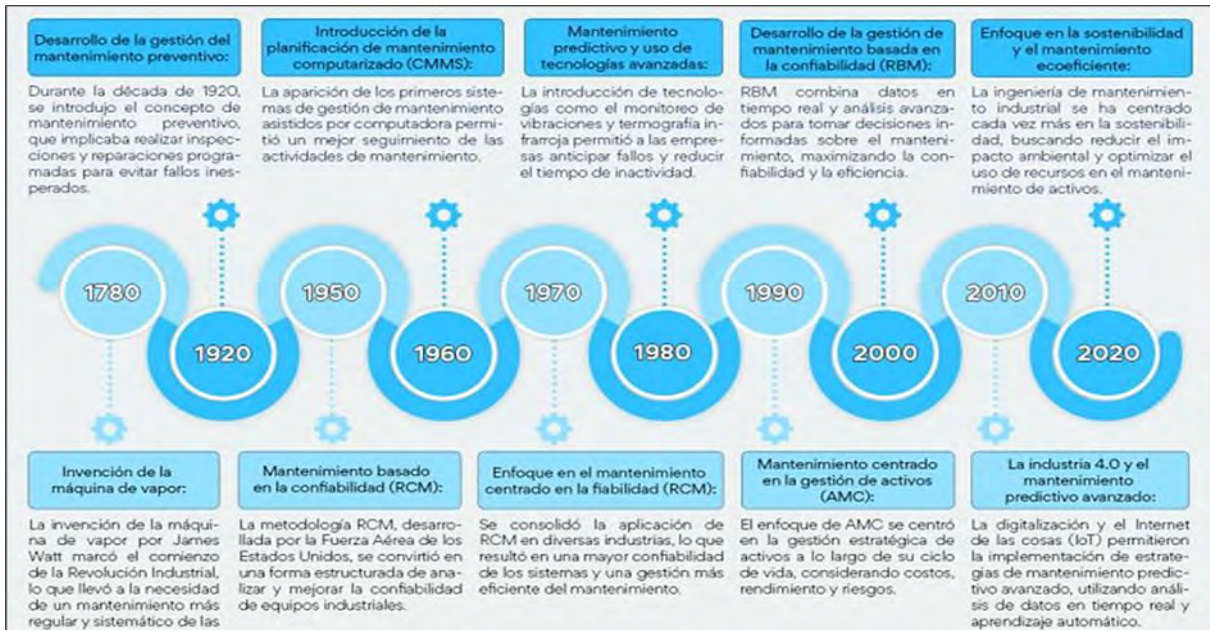 Desarrollo de la gestión del
mantenimiento preventivo:
Durante la década de 1920,
se introdujo el concepto de
mantenimiento preventivo,
que implicaba realizar inspec-
ciones y reparaciones progra-
madas para evitar fallos ines-
perados.
Introducción de la
planificación de mantenimiento
computarizado (CMMS):
La aparición de los primeros siste-
mas de gestión de mantenimiento
asistidos por computadora permi-
tió un mejor seguimiento de las
actividades de mantenimiento.
Mantenimiento
predictivo y uso de
tecnologías avanzadas:
La introducción de tecnolo-
gías como el monitoreo de
vibraciones y termografía in-
frarroja permitió a las empre-
sas anticipar fallos y reducir
el tiempo de inactividad.
Desarrollo de la gestión de
mantenimiento basada en
la confiabilidad (RBM):
RBM combina datos en
tiempo real y análisis avanza-
dos para tomar decisiones in-
formadas sobre el manteni-
miento, maximizando la con-
fiabilidad y la eficiencia.
Enfoque en la sostenibilidad
y el mantenimiento
ecoeficiente:
La ingeniería de mantenimien-
to industrial se ha centrado
cada vez más en la sostenibili-
dad, buscando reducir el im-
pacto ambiental y optimizar el
uso de recursos en el manteni-
miento de activos.
1780
1920
1950
1960
1970
1980
1990
2000
2010
2020
Invención de la
máquina de vapor:
La invención de la máqui-
na de vapor por James
Watt marcó el comienzo
de la Revolución Industrial,
lo que llevó a la necesidad
de un mantenimiento más
regular y sistemático de las
Mantenimiento basado
en la confiabilidad (RCM):
La metodología RCM, desarro-
llada por la Fuerza Aérea de los
Estados Unidos, se convirtió en
una forma estructurada de ana-
lizar y mejorar la confiabilidad
de equipos industriales.
Enfoque en el mantenimiento
centrado en la fiabilidad (RCM):
Se consolidó la aplicación de
RCM en diversas industrias, lo que
resultó en una mayor confiabilidad
de los sistemas y una gestión más
eficiente del mantenimiento.
Mantenimiento centrado
en la gestión de activos
(AMC):
El enfoque de AMC se centró
en la gestión estratégica de
activos a lo largo de su ciclo
de vida, considerando costos,
rendimiento y riesgos.
La industria 4.0 y el
mantenimiento
predictivo avanzado:
La digitalización y el Internet
de las cosas (IoT) permitieron
la implementación de estrate-
gias de mantenimiento predic-
tivo avanzado, utilizando análi-
sis de datos en tiempo real y
aprendizaje automático.